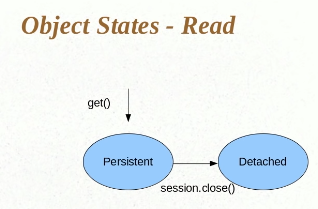 Object States - Read
get()
Persistent
Detached
session.close()